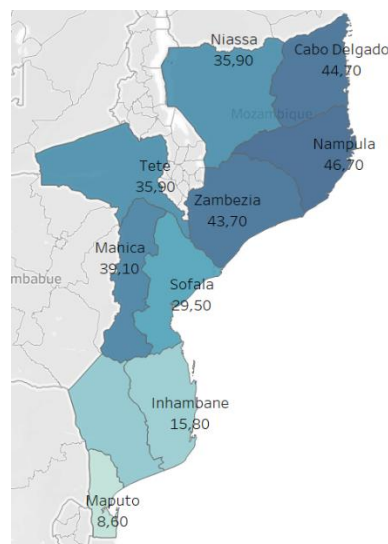 Niassa
35,90
Cabo Delgado
44,70
Mozambique
Nampula
46,70
Tete
35,90
Zambezia
43,70
Manica
39,10
mbabue
Sofala
29,50
Inhambane
15,80
Maputo
8,60